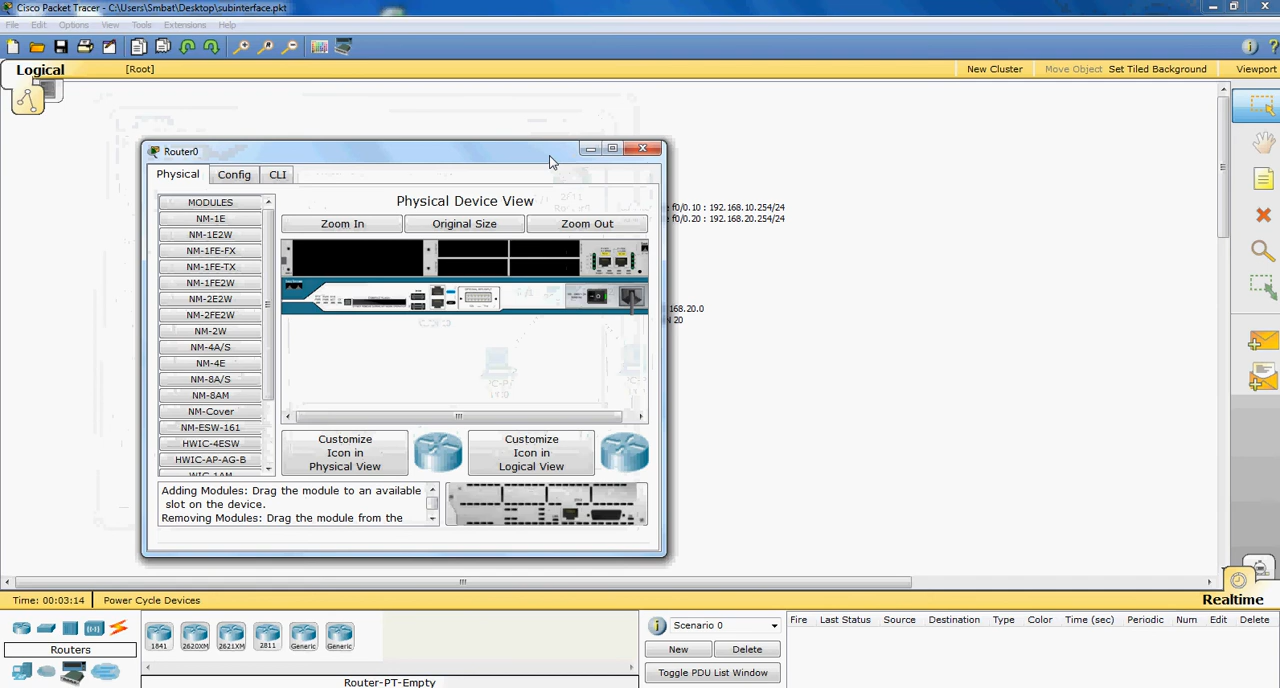 Cisco Packet Tracer - C:\Users\Smbat\Desktop\subinterface.pkt
File Edit Options View Tools Extensions Help
Logical
[Root]
New Cluster
Move Object
Set Tiled Background
Viewport
Router0
Physical
Config
CLI
MODULES
NM-1E
NM-1E2W
NM-1FE-FX
NM-1FE-TX
NM-1FE2W
NM-2E2W
NM-2FE2W
NM-2W
NM-4A/S
NM-4E
NM-8A/S
NM-8AM
NM-Cover
NM-ESW-161
HWIC-4ESW
HWIC-AP-AG-B
WIC-1AM
Physical Device View
Zoom In
Original Size
Zoom Out
Customize
Icon in
Physical View
Customize
Icon in
Logical View
Adding Modules: Drag the module to an available
slot on the device.
Removing Modules: Drag the module from the
f0/0.10 : 192.168.10.254/24
f0/0.20 : 192.168.20.254/24
168.20.0
N 20
Time: 00:03:14
Power Cycle Devices
Realtime
Routers
1841
2620XM
2621XM
2811
Generic
Generic
Router-PT-Empty
Scenario 0
New
Delete
Toggle PDU List Window
Fire Last Status Source Destination Type Color Time (sec) Periodic Num Edit Delete